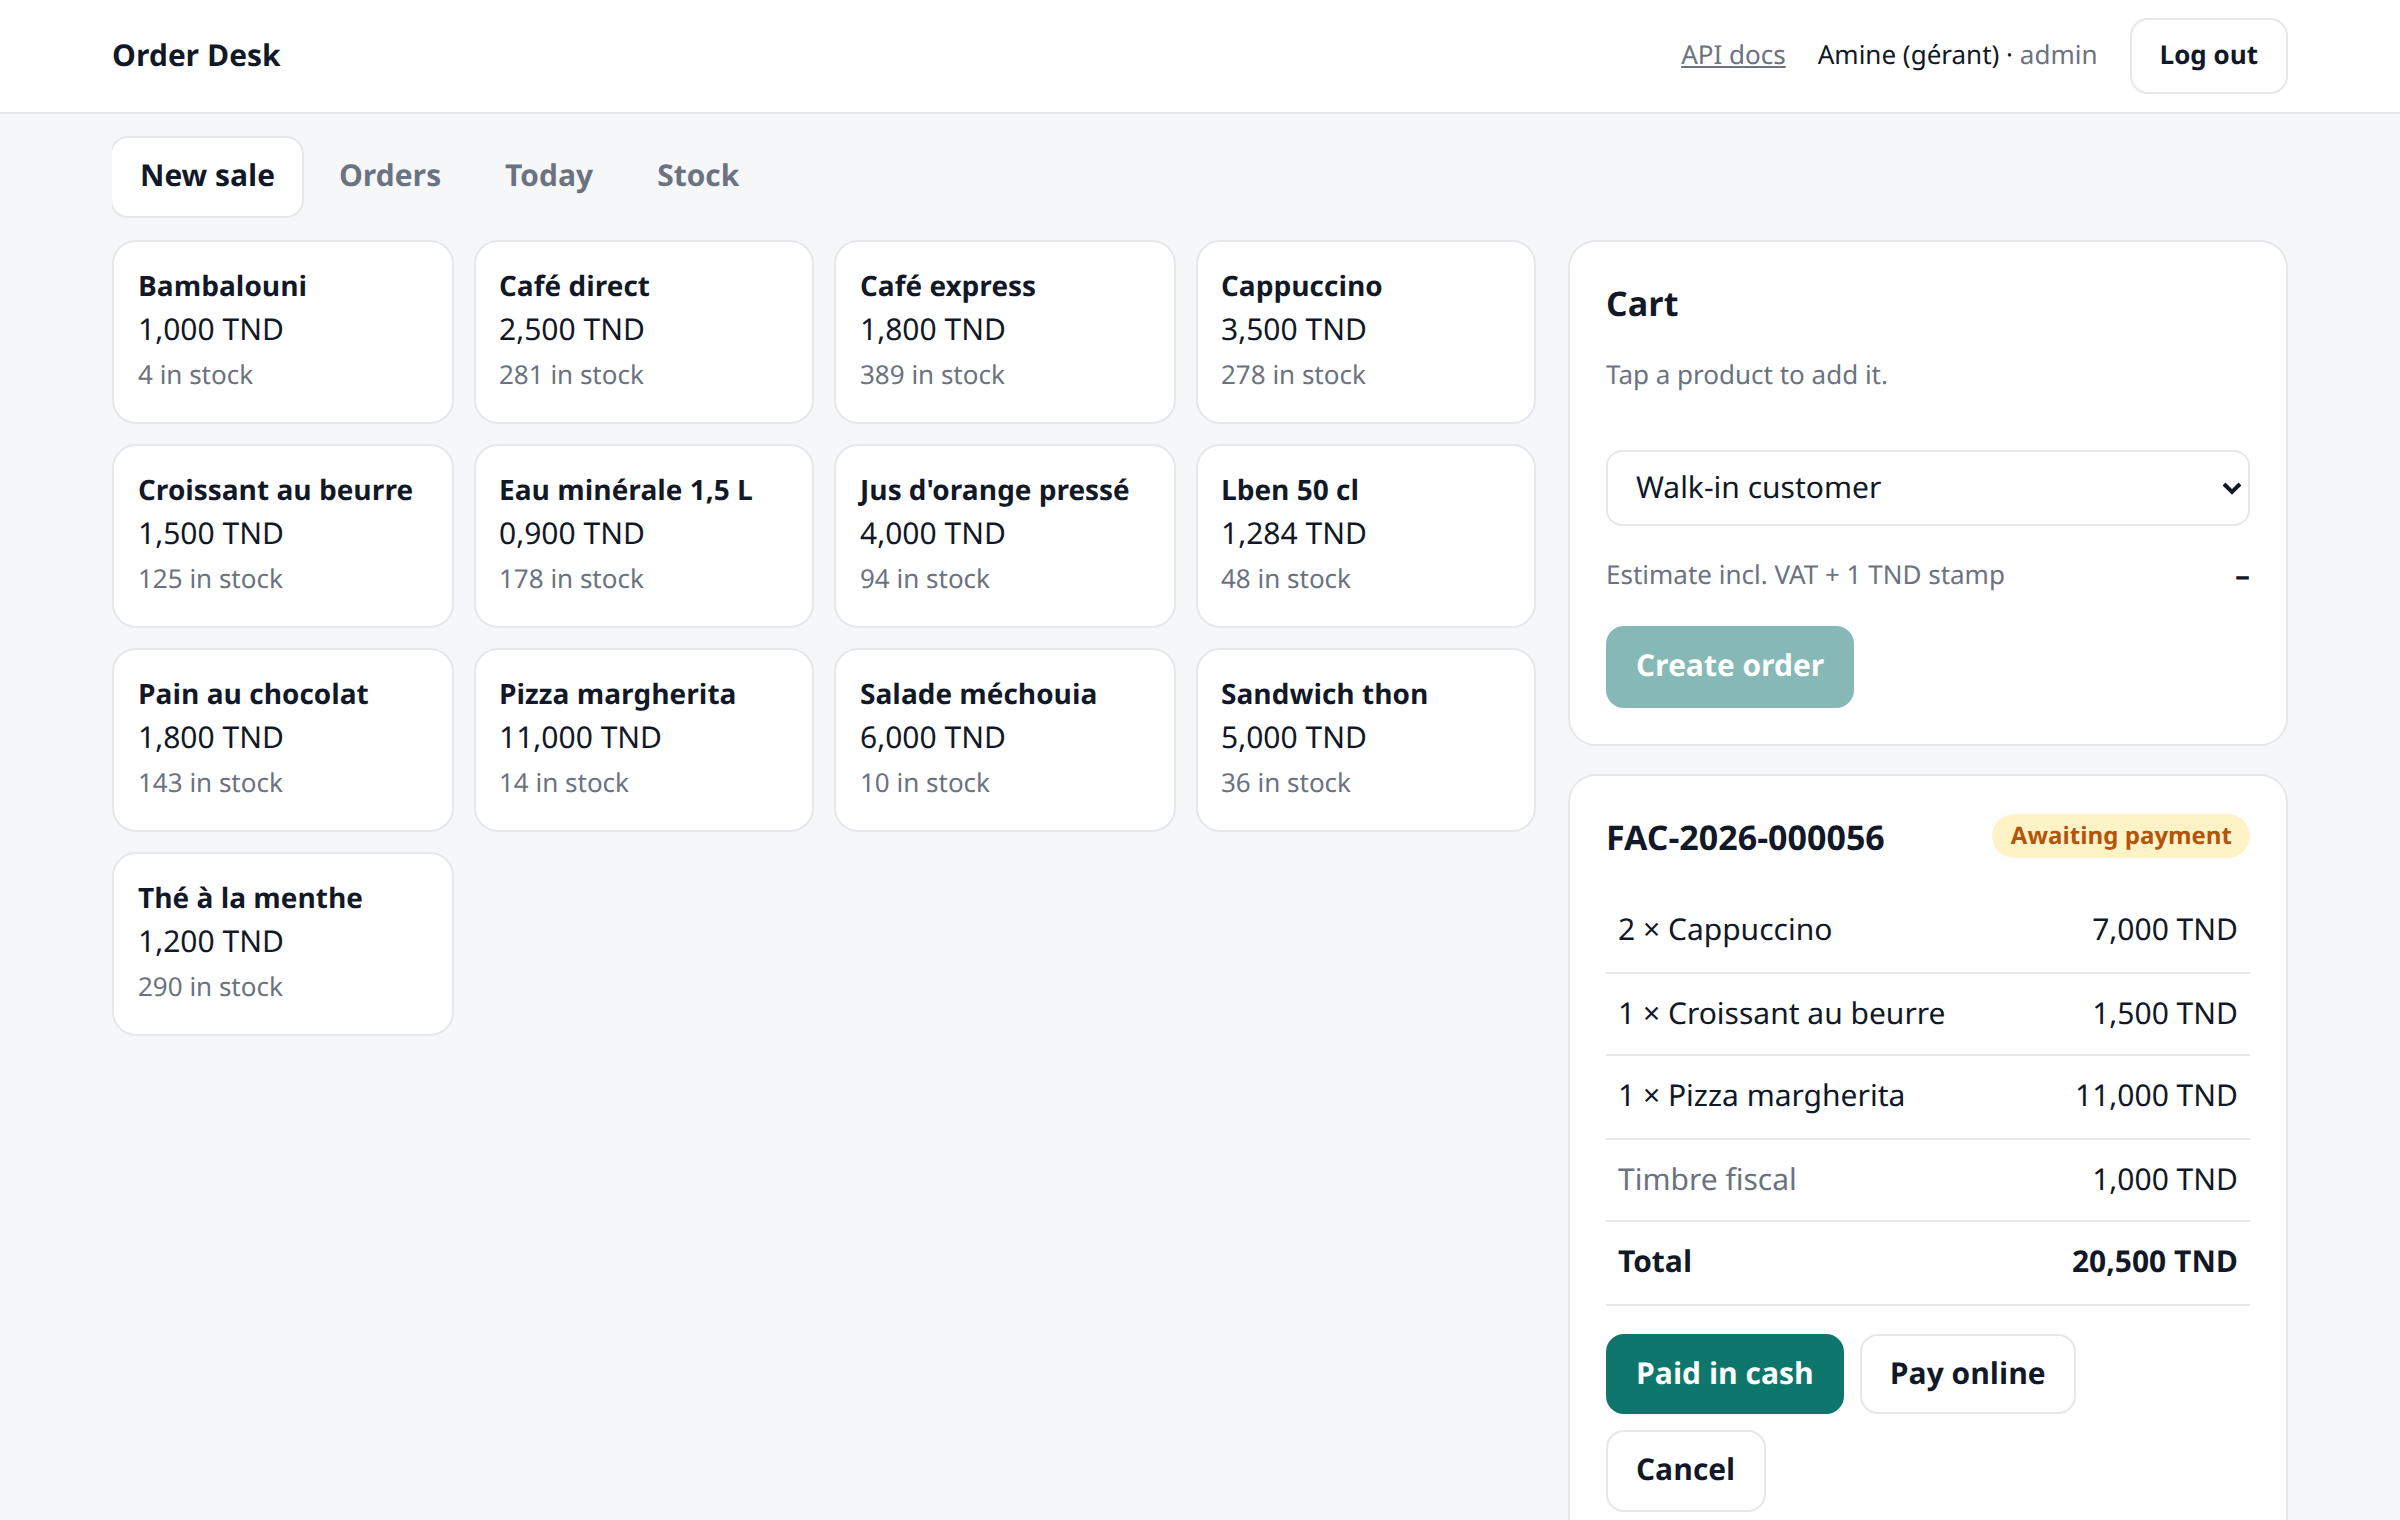 Order Desk
API docs
Amine (gérant) · admin
Log out
New sale
Orders
Today
Stock
Bambalouni
1,000 TND
4 in stock
Café direct
2,500 TND
281 in stock
Café express
1,800 TND
389 in stock
Cappuccino
3,500 TND
278 in stock
Croissant au beurre
1,500 TND
125 in stock
Eau minérale 1,5 L
0,900 TND
178 in stock
Jus d'orange pressé
4,000 TND
94 in stock
Lben 50 cl
1,284 TND
48 in stock
Pain au chocolat
1,800 TND
143 in stock
Pizza margherita
11,000 TND
14 in stock
Salade méchouia
6,000 TND
10 in stock
Sandwich thon
5,000 TND
36 in stock
Thé à la menthe
1,200 TND
290 in stock
Cart
Tap a product to add it.
Walk-in customer
Estimate incl. VAT + 1 TND stamp –
Create order
FAC-2026-000056 Awaiting payment
2 × Cappuccino 7,000 TND
1 × Croissant au beurre 1,500 TND
1 × Pizza margherita 11,000 TND
Timbre fiscal 1,000 TND
Total 20,500 TND
Paid in cash
Pay online
Cancel